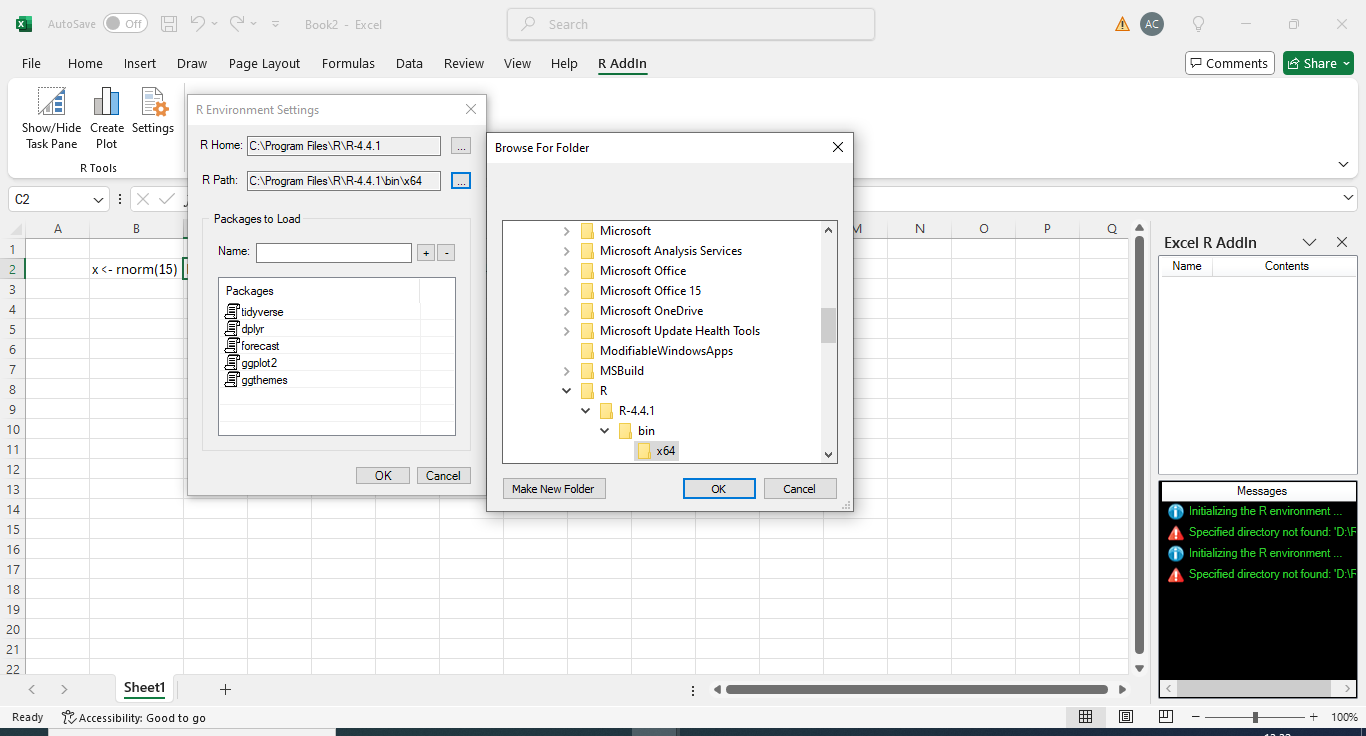 AutoSave Off Book2 - Excel Search AC
File Home Insert Draw Page Layout Formulas Data Review View Help R AddIn Comments Share
Show/Hide Task Pane
Create Plot
Settings
R Tools
C2
R Environment Settings
R Home: C:\Program Files\R\R-4.4.1 ...
R Path: C:\Program Files\R\R-4.4.1\bin\x64 ...
Packages to Load
Name: + -
Packages
tidyverse
dplyr
forecast
ggplot2
ggthemes
OK Cancel
Browse For Folder
Microsoft
Microsoft Analysis Services
Microsoft Office
Microsoft Office 15
Microsoft OneDrive
Microsoft Update Health Tools
ModifiableWindowsApps
MSBuild
R
R-4.4.1
bin
x64
Make New Folder OK Cancel
A B M N O P Q
1
2 x <- rnorm(15)
3
4
5
6
7
8
9
10
11
12
13
14
15
16
17
18
19
20
21
22
Excel R AddIn
Name Contents
Messages
Initializing the R environment ...
Specified directory not found: 'D:\F
Initializing the R environment ...
Specified directory not found: 'D:\F
Sheet1
Ready Accessibility: Good to go 100%